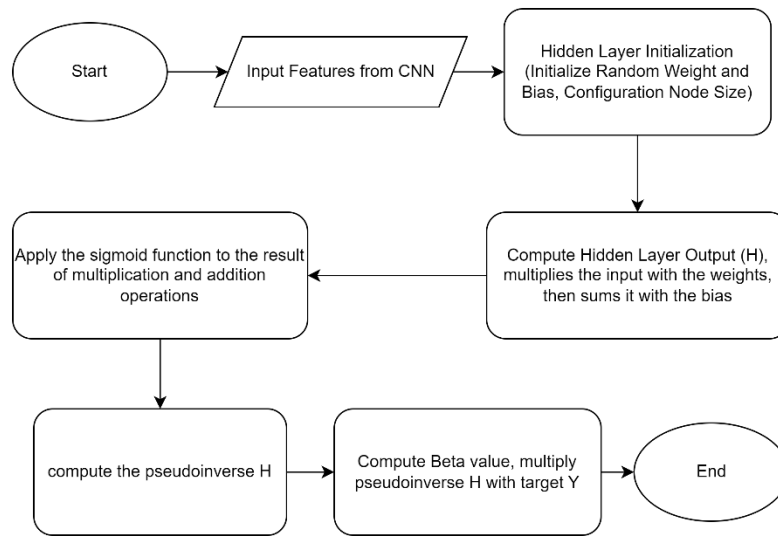 Start
Input Features from CNN
Hidden Layer Initialization
(Initialize Random Weight and
Bias, Configuration Node Size)
Compute Hidden Layer Output (H),
multiplies the input with the weights,
then sums it with the bias
Apply the sigmoid function to the result
of multiplication and addition
operations
compute the pseudoinverse H
Compute Beta value, multiply
pseudoinverse H with target Y
End